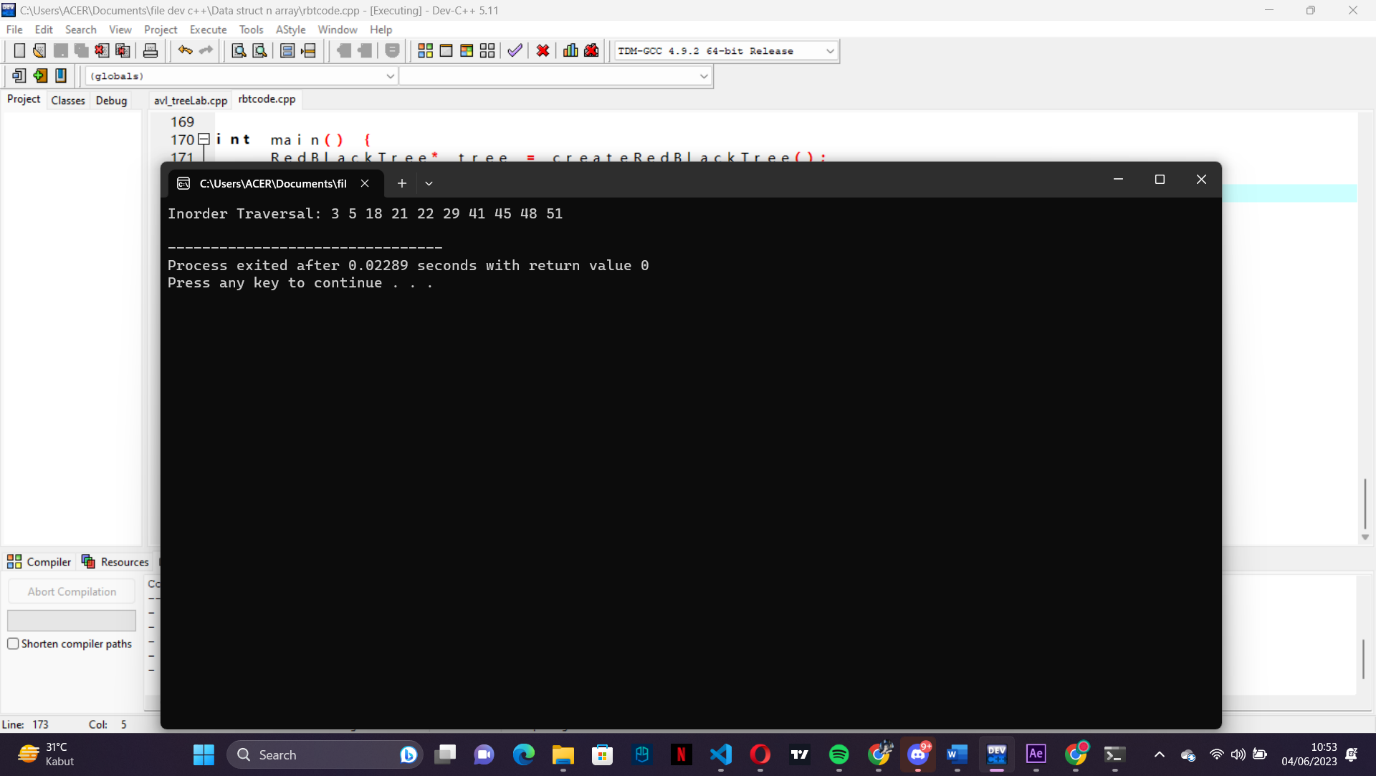 C:\Users\ACER\Documents\file dev c++\Data struct n array\rbtcode.cpp - [Executing] - Dev-C++ 5.11
File Edit Search View Project Execute Tools AStyle Window Help
TDM-GCC 4.9.2 64-bit Release
(globals)
Project Classes Debug avl_treeLab.cpp rbtcode.cpp
169
170 int main() {
171 RedBlackTree* tree = createRedBlackTree();
C:\Users\ACER\Documents\fil
Inorder Traversal: 3 5 18 21 22 29 41 45 48 51
--------------------------------
Process exited after 0.02289 seconds with return value 0
Press any key to continue . . .
Compiler Resources
Abort Compilation
Shorten compiler paths
Line: 173 Col: 5
31°C
Kabut
Search
9+
DEV
Ae
10:53
04/06/2023